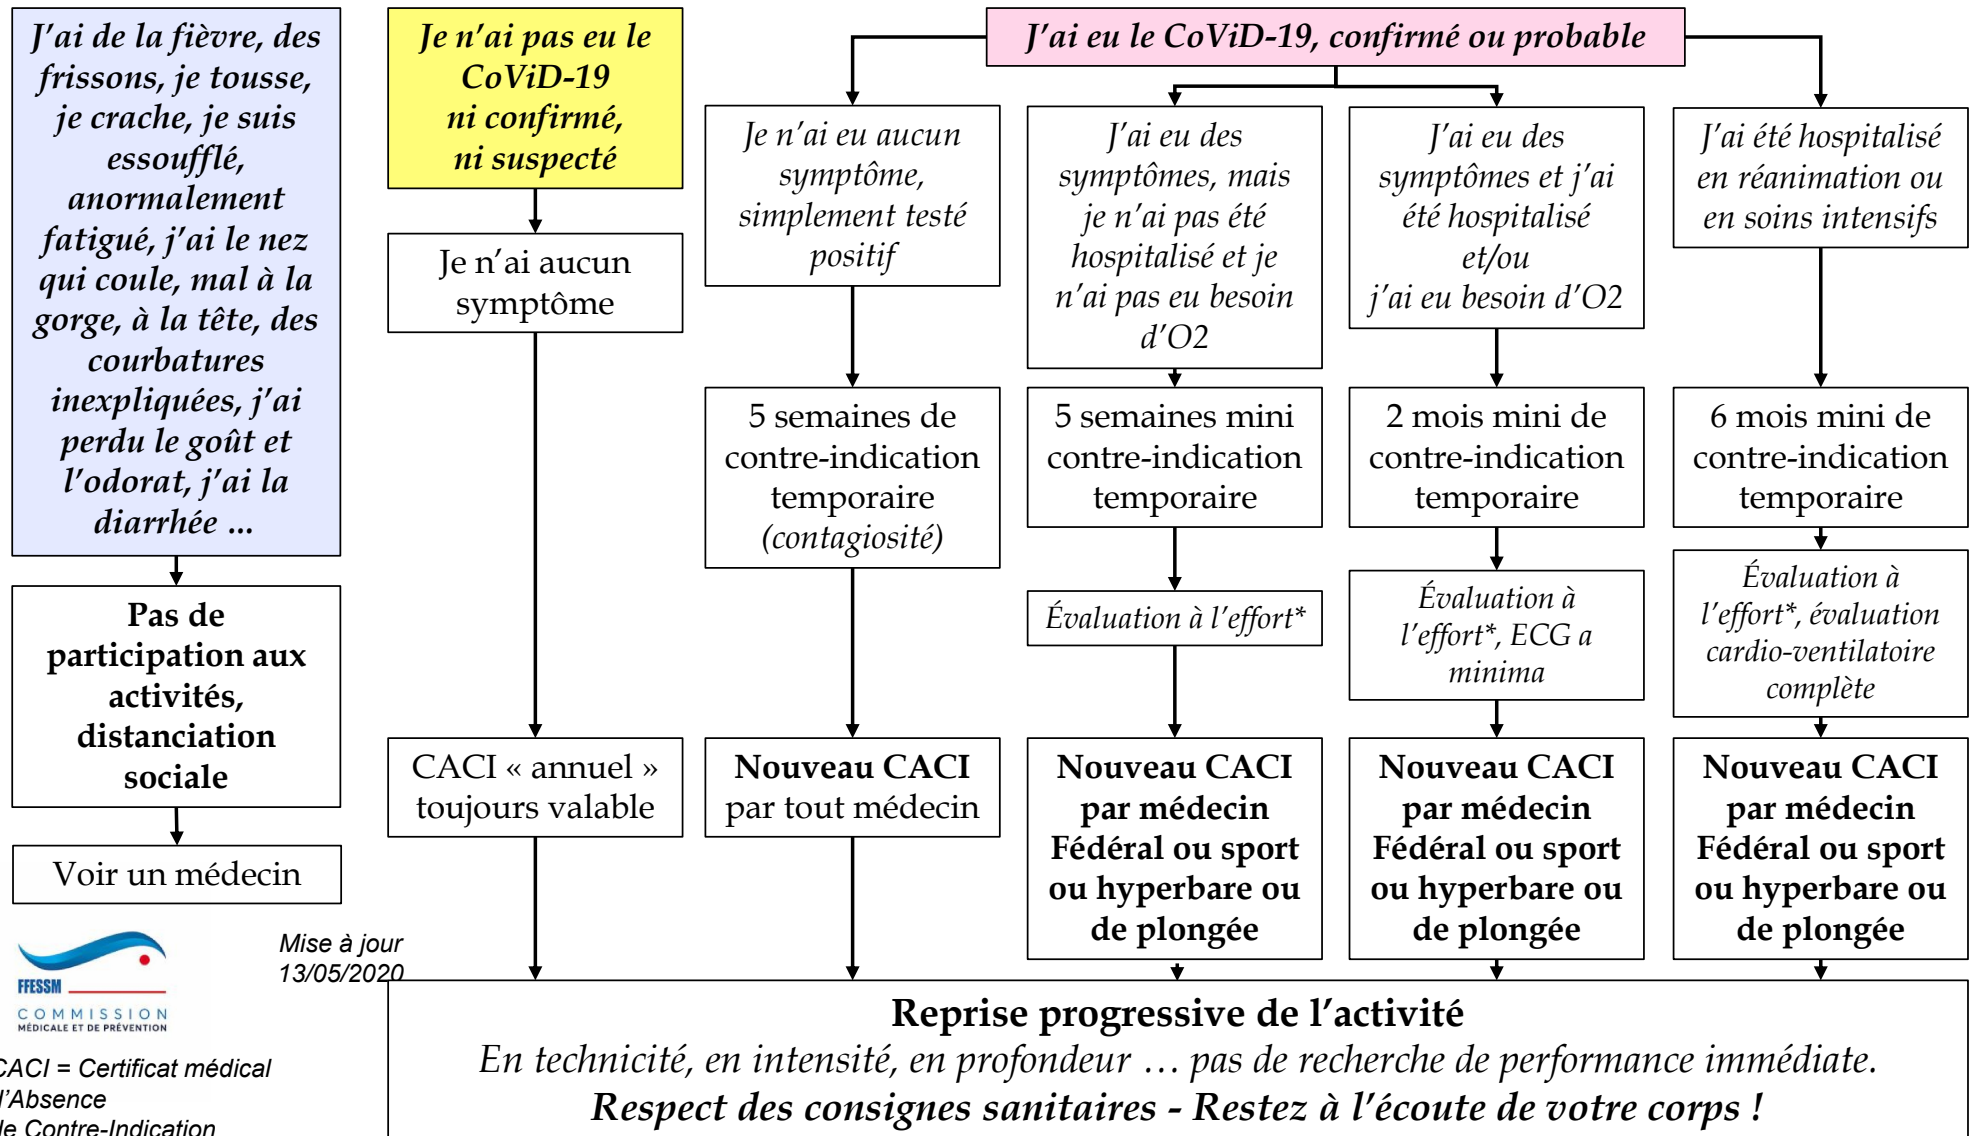 J'ai de la fièvre, des
frissons, je tousse,
je crache, je suis
essoufflé,
anormalement
fatigué, j'ai le nez
qui coule, mal à la
gorge, à la tête, des
courbatures
inexpliquées, j'ai
perdu le goût et
l'odorat, j'ai la
diarrhée ...
Pas de
participation aux
activités,
distanciation
sociale
Voir un médecin
Je n'ai pas eu le
CoViD-19
ni confirmé,
ni suspecté
Je n'ai aucun
symptôme
CACI « annuel »
toujours valable
J'ai eu le CoViD-19, confirmé ou probable
Je n'ai eu aucun
symptôme,
simplement testé
positif
5 semaines de
contre-indication
temporaire
(contagiosité)
Nouveau CACI
par tout médecin
J'ai eu des
symptômes, mais
je n'ai pas été
hospitalisé et je
n'ai pas eu besoin
d'O2
5 semaines mini
contre-indication
temporaire
Évaluation à l'effort*
Nouveau CACI
par médecin
Fédéral ou sport
ou hyperbare ou
de plongée
J'ai eu des
symptômes et j'ai
été hospitalisé
et/ou
j'ai eu besoin d'O2
2 mois mini de
contre-indication
temporaire
Évaluation à
l'effort*, ECG a
minima
Nouveau CACI
par médecin
Fédéral ou sport
ou hyperbare ou
de plongée
J'ai été hospitalisé
en réanimation ou
en soins intensifs
6 mois mini de
contre-indication
temporaire
Évaluation à
l'effort*, évaluation
cardio-ventilatoire
complète
Nouveau CACI
par médecin
Fédéral ou sport
ou hyperbare ou
de plongée
Reprise progressive de l'activité
En technicité, en intensité, en profondeur … pas de recherche de performance immédiate.
Respect des consignes sanitaires - Restez à l'écoute de votre corps !
FFESSM
COMMISSION
MÉDICALE ET DE PRÉVENTION
Mise à jour
13/05/2020
CACI = Certificat médical
d'Absence
de Contre-Indication